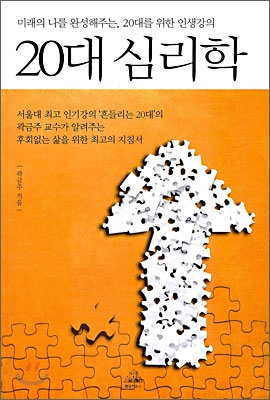 미래의 나를 완성해주는, 20대를 위한 인생강의
20대 심리학
서울대 최고 인기강의 '흔들리는 20대'의
곽금주 교수가 알려주는
후회없는 삶을 위한 최고의 지침서
곽금주 지음